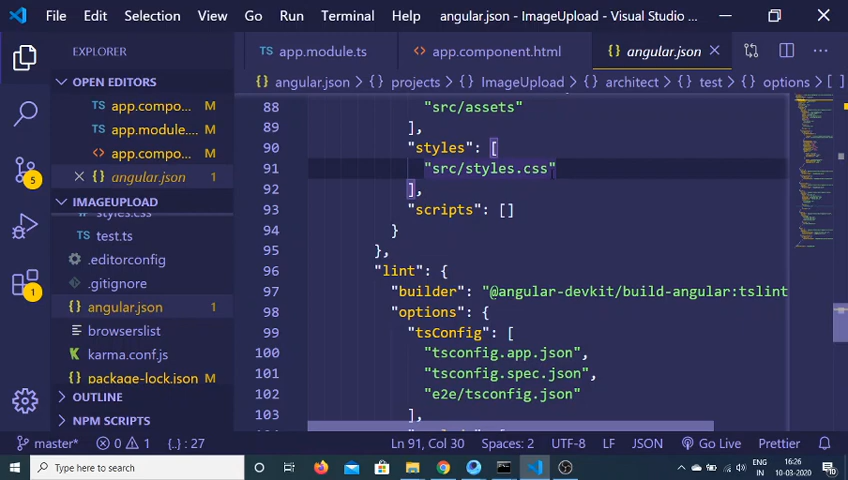 File Edit Selection View Go Run Terminal Help angular.json - ImageUpload - Visual Studio ...
EXPLORER
app.module.ts app.component.html angular.json
OPEN EDITORS
app.compo... M
app.module.... M
app.compo... M
angular.json 1
IMAGEUPLOAD
styles.css
test.ts
.editorconfig
.gitignore
angular.json 1
browserslist
karma.conf.js
package-lock.json
OUTLINE
NPM SCRIPTS
5
1
angular.json > {} projects > {} ImageUpload > {} architect > {} test > {} options > [ ]
88 "src/assets"
89 ],
90 "styles": [
91 "src/styles.css"
92 ],
93 "scripts": []
94 }
95 },
96 "lint": {
97 "builder": "@angular-devkit/build-angular:tslint
98 "options": {
99 "tsConfig": [
100 "tsconfig.app.json",
101 "tsconfig.spec.json",
102 "e2e/tsconfig.json"
103 ],
master* 0 1 {..} : 27 Ln 91, Col 30 Spaces: 2 UTF-8 LF JSON Go Live Prettier
Type here to search
ENG
IN
16:26
10-03-2020